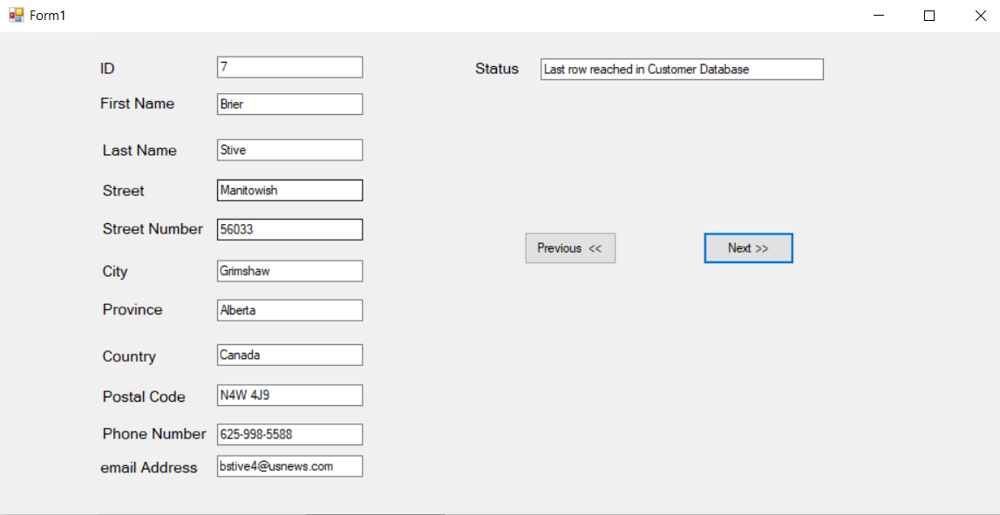 Form1
ID 7 Status Last row reached in Customer Database
First Name Brier
Last Name Stive
Street Manitowish
Street Number 56033
Previous << Next >>
City Grimshaw
Province Alberta
Country Canada
Postal Code N4W 4J9
Phone Number 625-998-5588
email Address bstive4@usnews.com